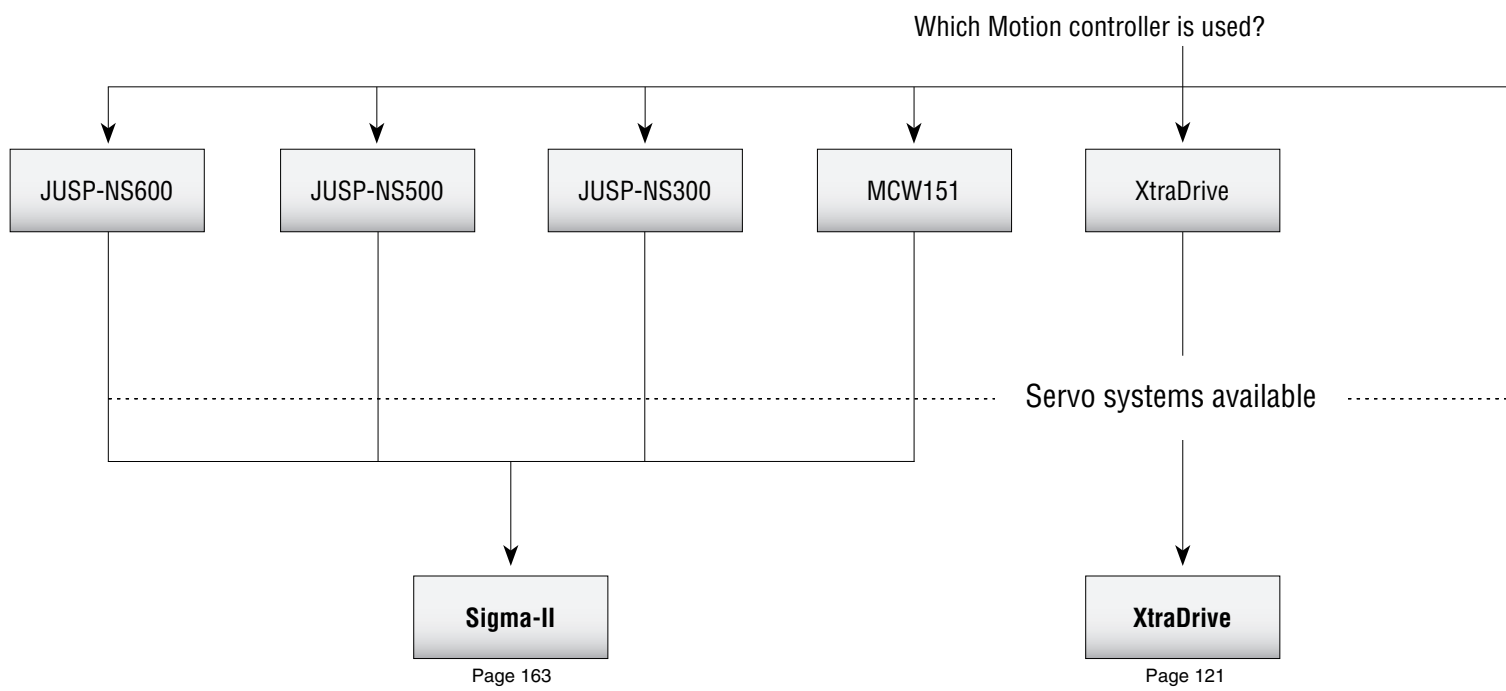 Which Motion controller is used?
JUSP-NS600
JUSP-NS500
JUSP-NS300
MCW151
XtraDrive
Servo systems available
Sigma-II
XtraDrive
Page 163
Page 121